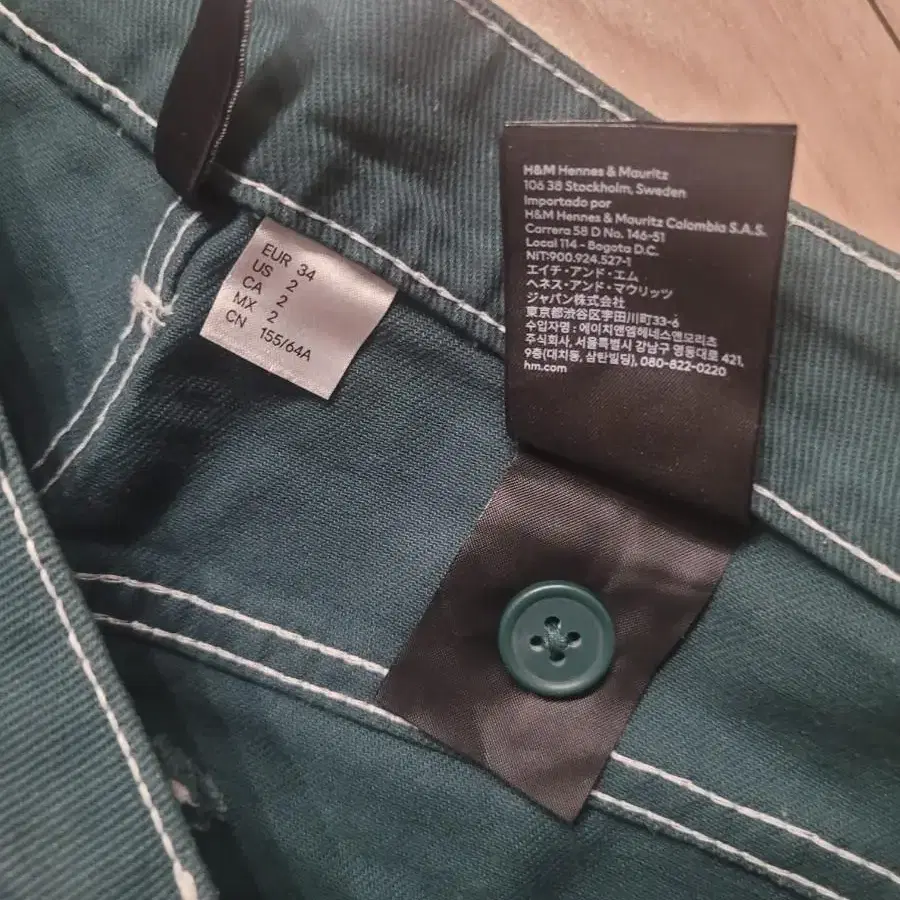 EUR 34
US 2
CA 2
MX 2
CN 155/64A
H&M Hennes & Mauritz
106 38 Stockholm, Sweden
Importado por
H&M Hennes & Mauritz Colombia S.A.S.
Carrera 58 D No. 146-51
Local 114 - Bogota D.C.
NIT:900.924.527-1
エイチ・アンド・エム
ヘネス・アンド・マウリッツ
ジャパン株式会社
東京都渋谷区宇田川町33-6
수입자명 : 에이치앤엠헤네스앤모리츠
주식회사, 서울특별시 강남구 영동대로 421,
9층(대치동, 삼탄빌딩), 080-822-0220
hm.com